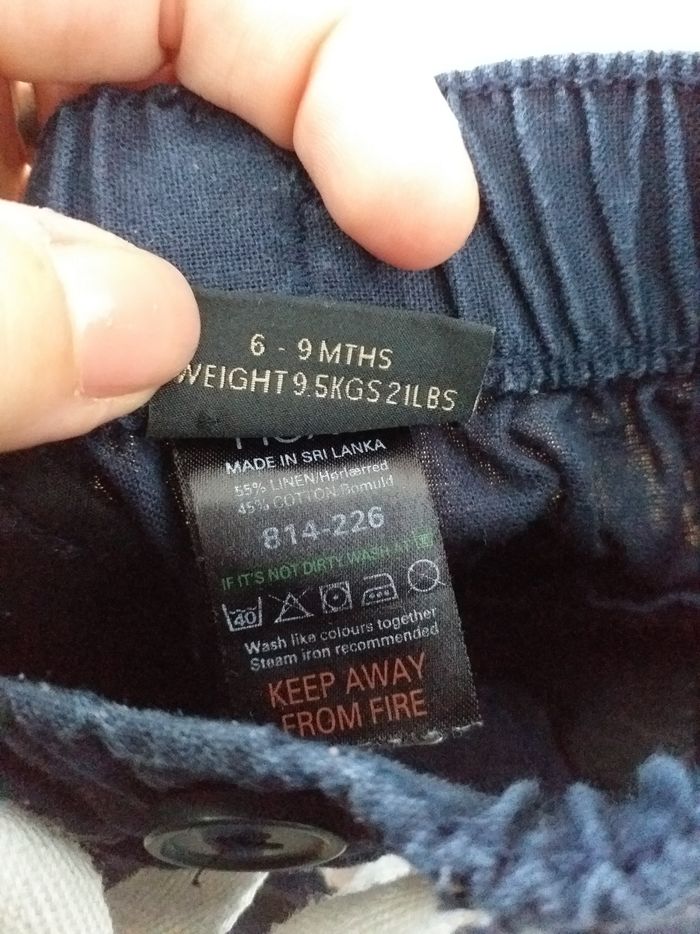 6 - 9 MTHS
WEIGHT 9.5KGS 21LBS
MADE IN SRI LANKA
55% LINEN/Hørlærred
45% COTTON Bomuld
814-226
IF IT'S NOT DIRTY WASH AT
40
Wash like colours together
Steam iron recommended
KEEP AWAY
FROM FIRE